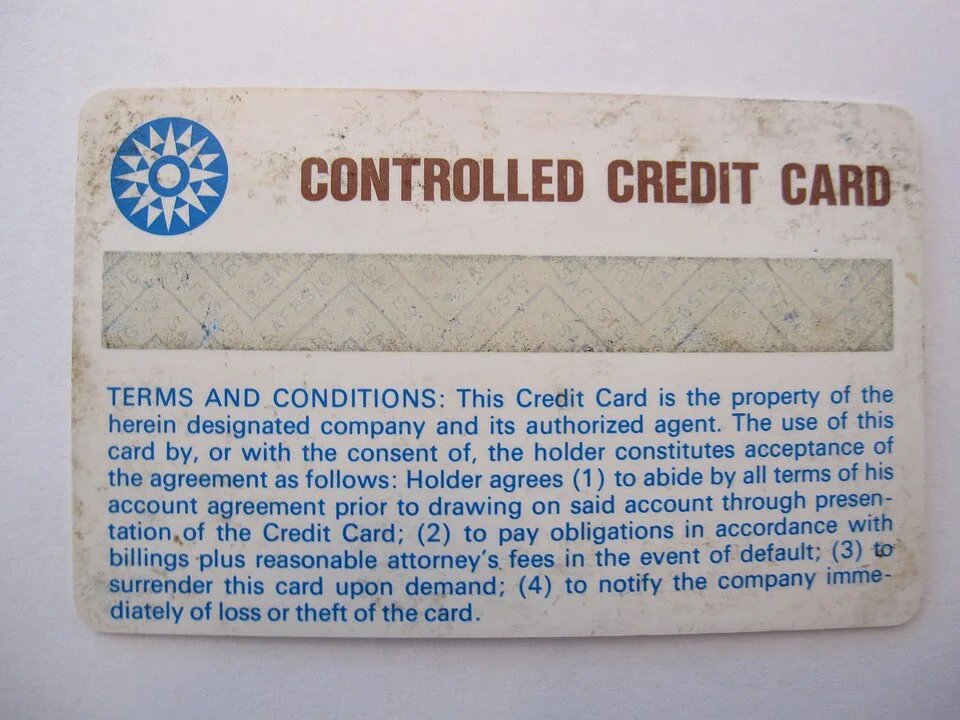 CONTROLLED CREDIT CARD
TERMS AND CONDITIONS: This Credit Card is the property of the
herein designated company and its authorized agent. The use of this
card by, or with the consent of, the holder constitutes acceptance of
the agreement as follows: Holder agrees (1) to abide by all terms of his
account agreement prior to drawing on said account through presen-
tation of the Credit Card; (2) to pay obligations in accordance with
billings plus reasonable attorney's fees in the event of default; (3) to
surrender this card upon demand; (4) to notify the company imme-
diately of loss or theft of the card.